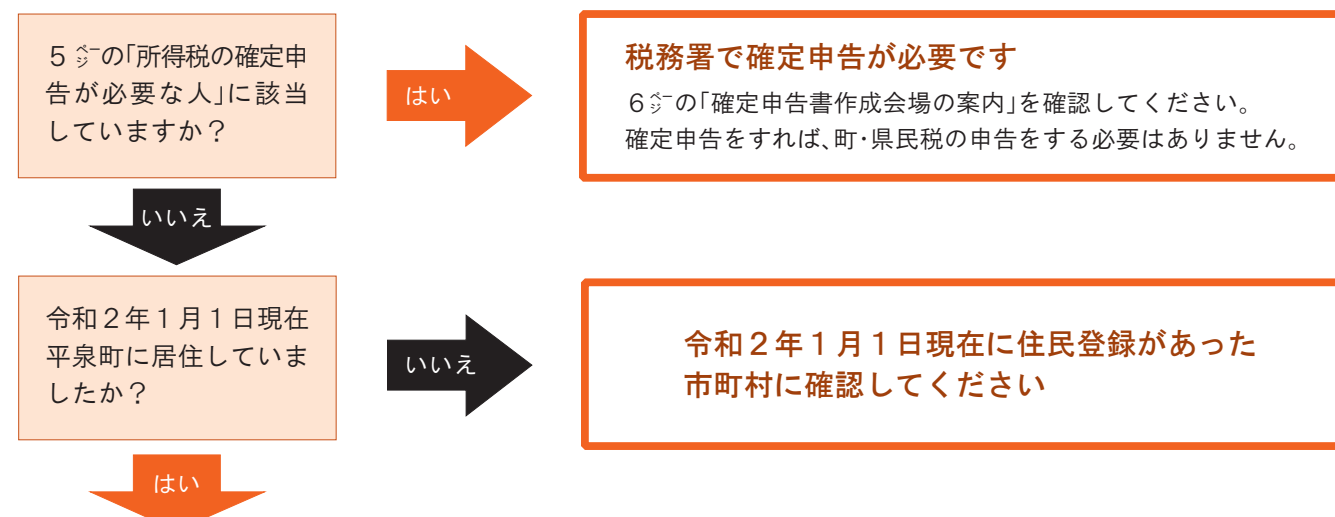 5㌻の「所得税の確定申
告が必要な人」に該当
していますか?
はい
税務署で確定申告が必要です
6㌻の「確定申告書作成会場の案内」を確認してください。
確定申告をすれば、町・県民税の申告をする必要はありません。
いいえ
令和2年1月1日現在
平泉町に居住していま
したか?
いいえ
令和2年1月1日現在に住民登録があった
市町村に確認してください
はい